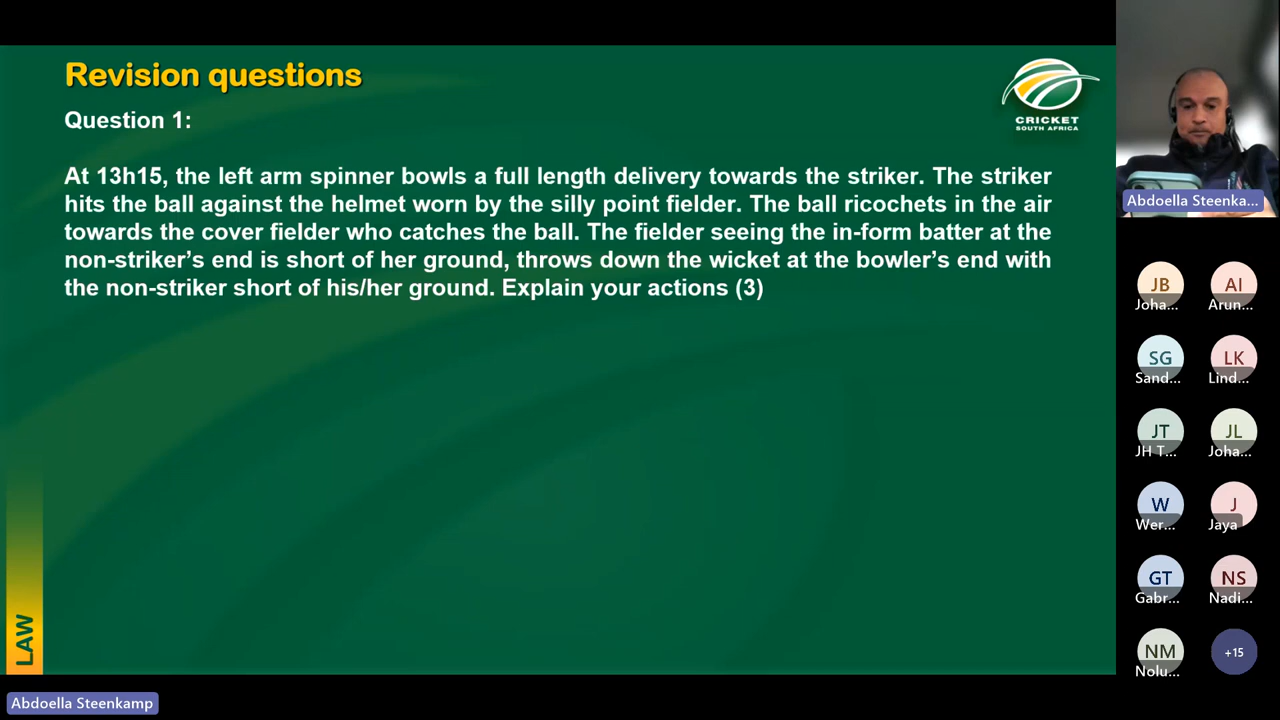 Revision questions
Question 1:
At 13h15, the left arm spinner bowls a full length delivery towards the striker. The striker
hits the ball against the helmet worn by the silly point fielder. The ball ricochets in the air
towards the cover fielder who catches the ball. The fielder seeing the in-form batter at the
non-striker's end is short of her ground, throws down the wicket at the bowler's end with
the non-striker short of his/her ground. Explain your actions (3)
CRICKET
SOUTH AFRICA
LAW
Abdoella Steenkamp
Abdoella Steenka...
JB
Joha...
AI
Arun...
SG
Sand...
LK
Lind...
JT
JH T...
JL
Joha...
W
Wer...
J
Jaya
GT
Gabr...
NS
Nadi...
NM
Nolu...
+15